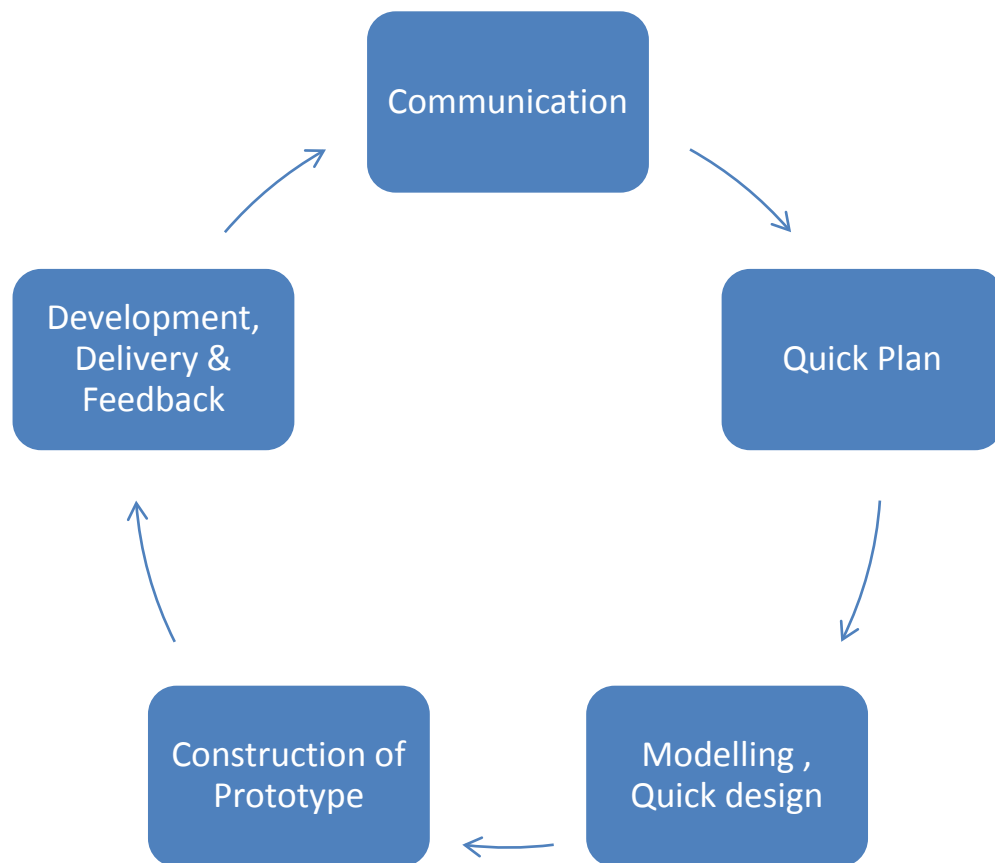 Communication
Quick Plan
Modelling ,
Quick design
Construction of
Prototype
Development,
Delivery &
Feedback